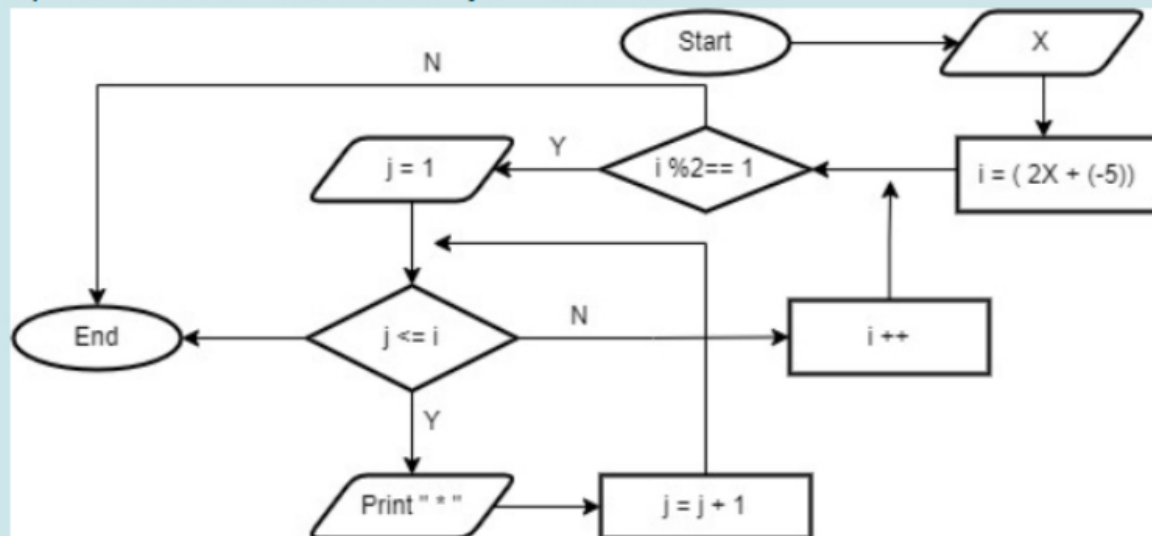 Start
X
N
i = ( 2X + (-5))
i %2== 1
Y
j = 1
End
j <= i
N
i ++
Y
Print " * "
j = j + 1